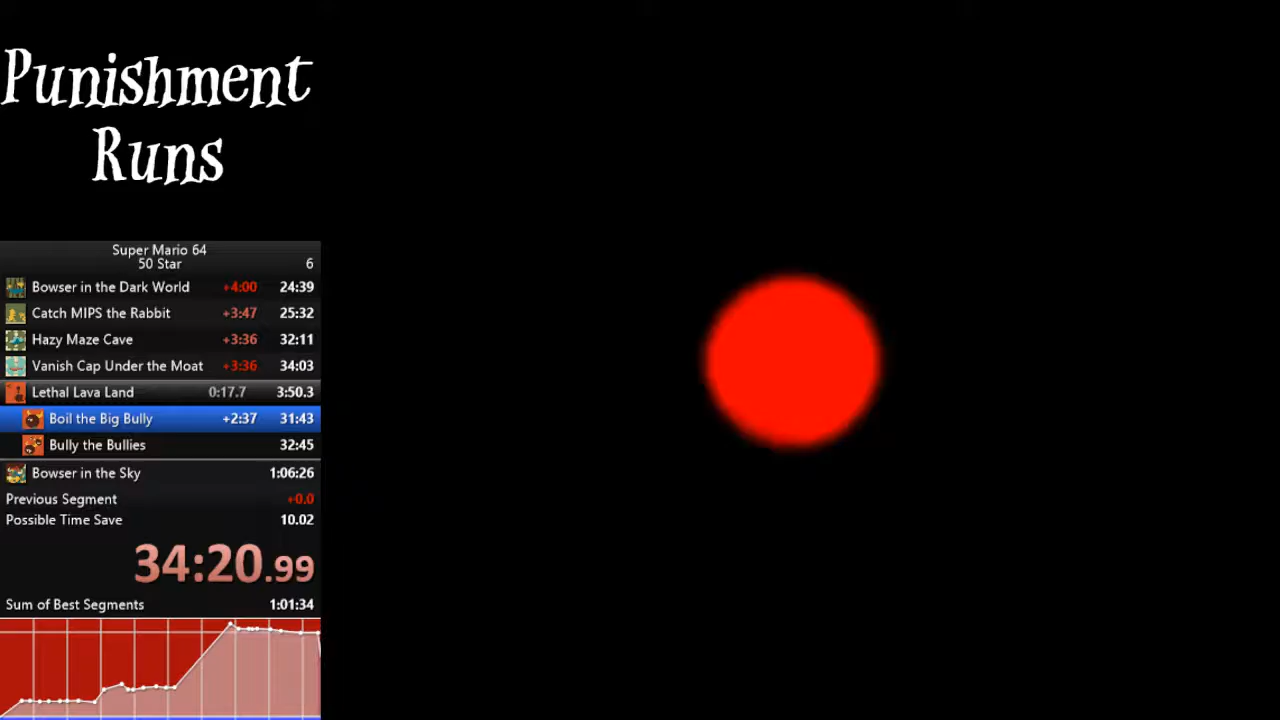 Punishment
Runs
Super Mario 64
50 Star 6
Bowser in the Dark World +4:00 24:39
Catch MIPS the Rabbit +3:47 25:32
Hazy Maze Cave +3:36 32:11
Vanish Cap Under the Moat +3:36 34:03
Lethal Lava Land 0:17.7 3:50.3
Boil the Big Bully +2:37 31:43
Bully the Bullies 32:45
Bowser in the Sky 1:06:26
Previous Segment +0.0
Possible Time Save 10.02
34:20.99
Sum of Best Segments 1:01:34